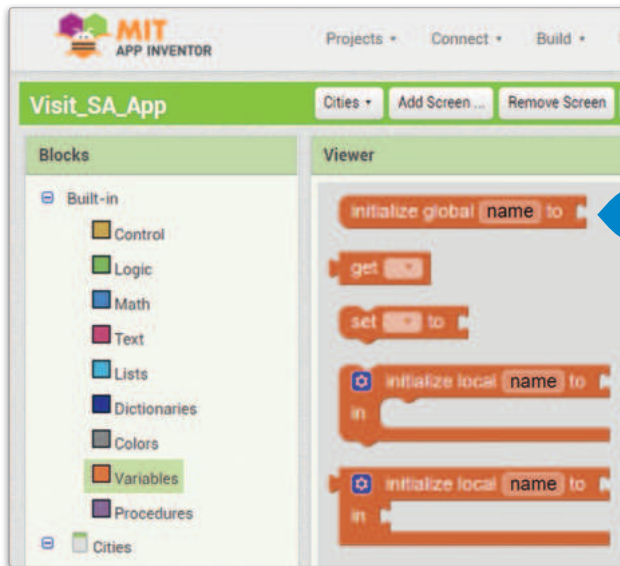 MIT
APP INVENTOR
Projects Connect Build
Visit_SA_App
Cities Add Screen ... Remove Screen
Blocks
Viewer
Built-in
Control
Logic
Math
Text
Lists
Dictionaries
Colors
Variables
Procedures
Cities
initialize global name to
get
set to
initialize local name to
in
initialize local name to
in